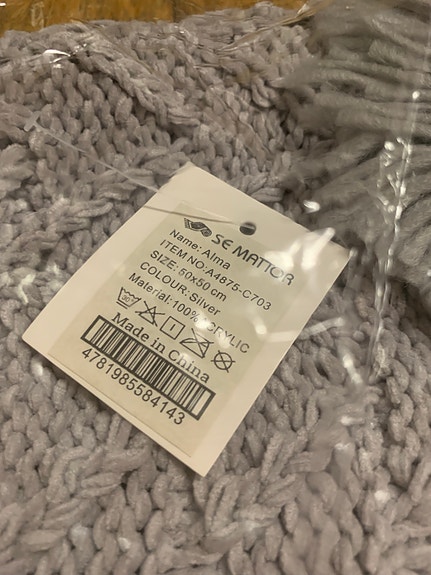 SE MATTOR
Name: Alma
ITEM NO: A4875-C703
SIZE: 50x50 cm
COLOUR: Silver
Material: 100% ACRYLIC
30
Made in China
4781985584143